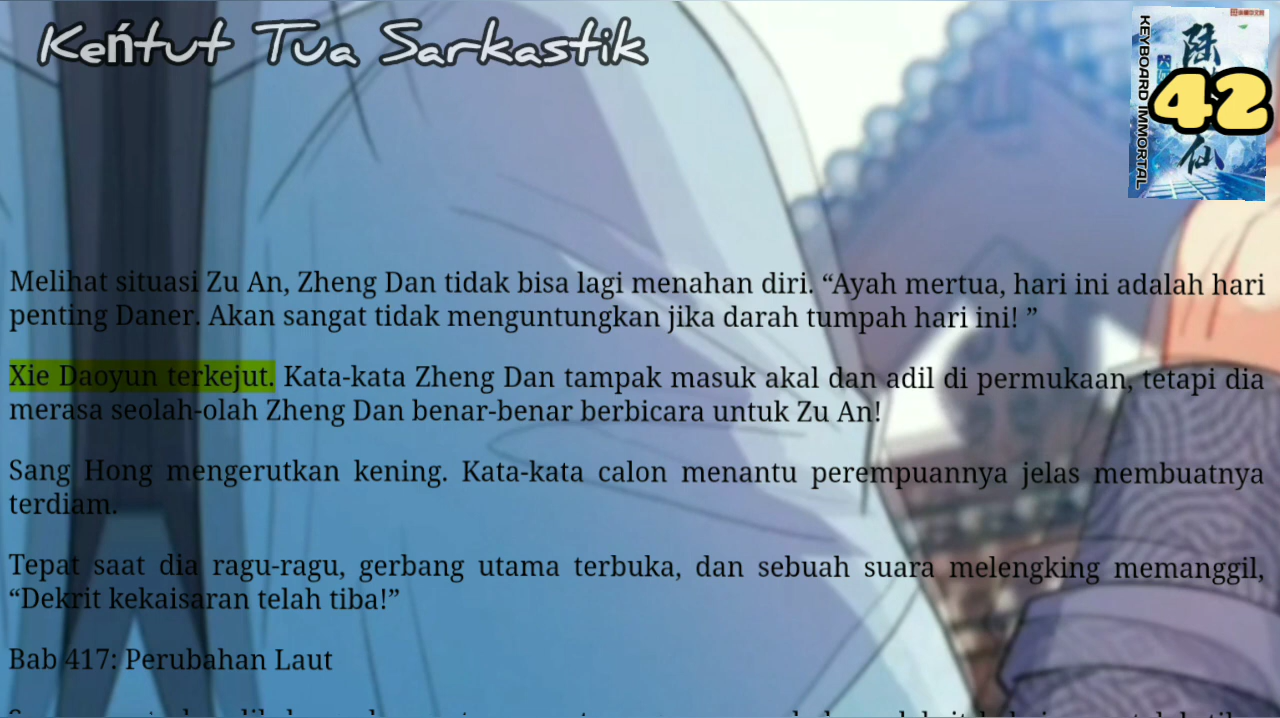 Keńtut Tua Sarkastik
KEYBOARD IMMORTAL
42
Melihat situasi Zu An, Zheng Dan tidak bisa lagi menahan diri. “Ayah mertua, hari ini adalah hari
penting Daner. Akan sangat tidak menguntungkan jika darah tumpah hari ini! ”
Xie Daoyun terkejut. Kata-kata Zheng Dan tampak masuk akal dan adil di permukaan, tetapi dia
merasa seolah-olah Zheng Dan benar-benar berbicara untuk Zu An!
Sang Hong mengerutkan kening. Kata-kata calon menantu perempuannya jelas membuatnya
terdiam.
Tepat saat dia ragu-ragu, gerbang utama terbuka, dan sebuah suara melengking memanggil,
“Dekrit kekaisaran telah tiba!”
Bab 417: Perubahan Laut